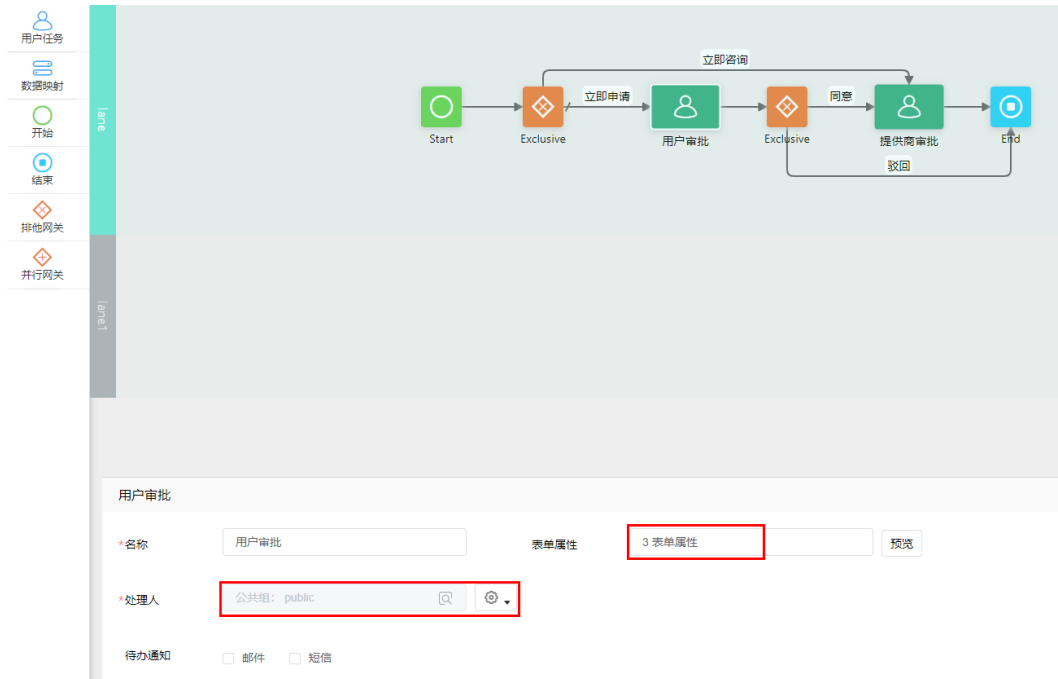 用户任务
数据映射
开始
结束
排他网关
并行网关
lane
立即咨询
立即申请
同意
Start
Exclusive
用户审批
Exclusive
提供商审批
End
驳回
lane1
用户审批
*名称
用户审批
表单属性
3 表单属性
预览
*处理人
公共组： public
待办通知
邮件
短信